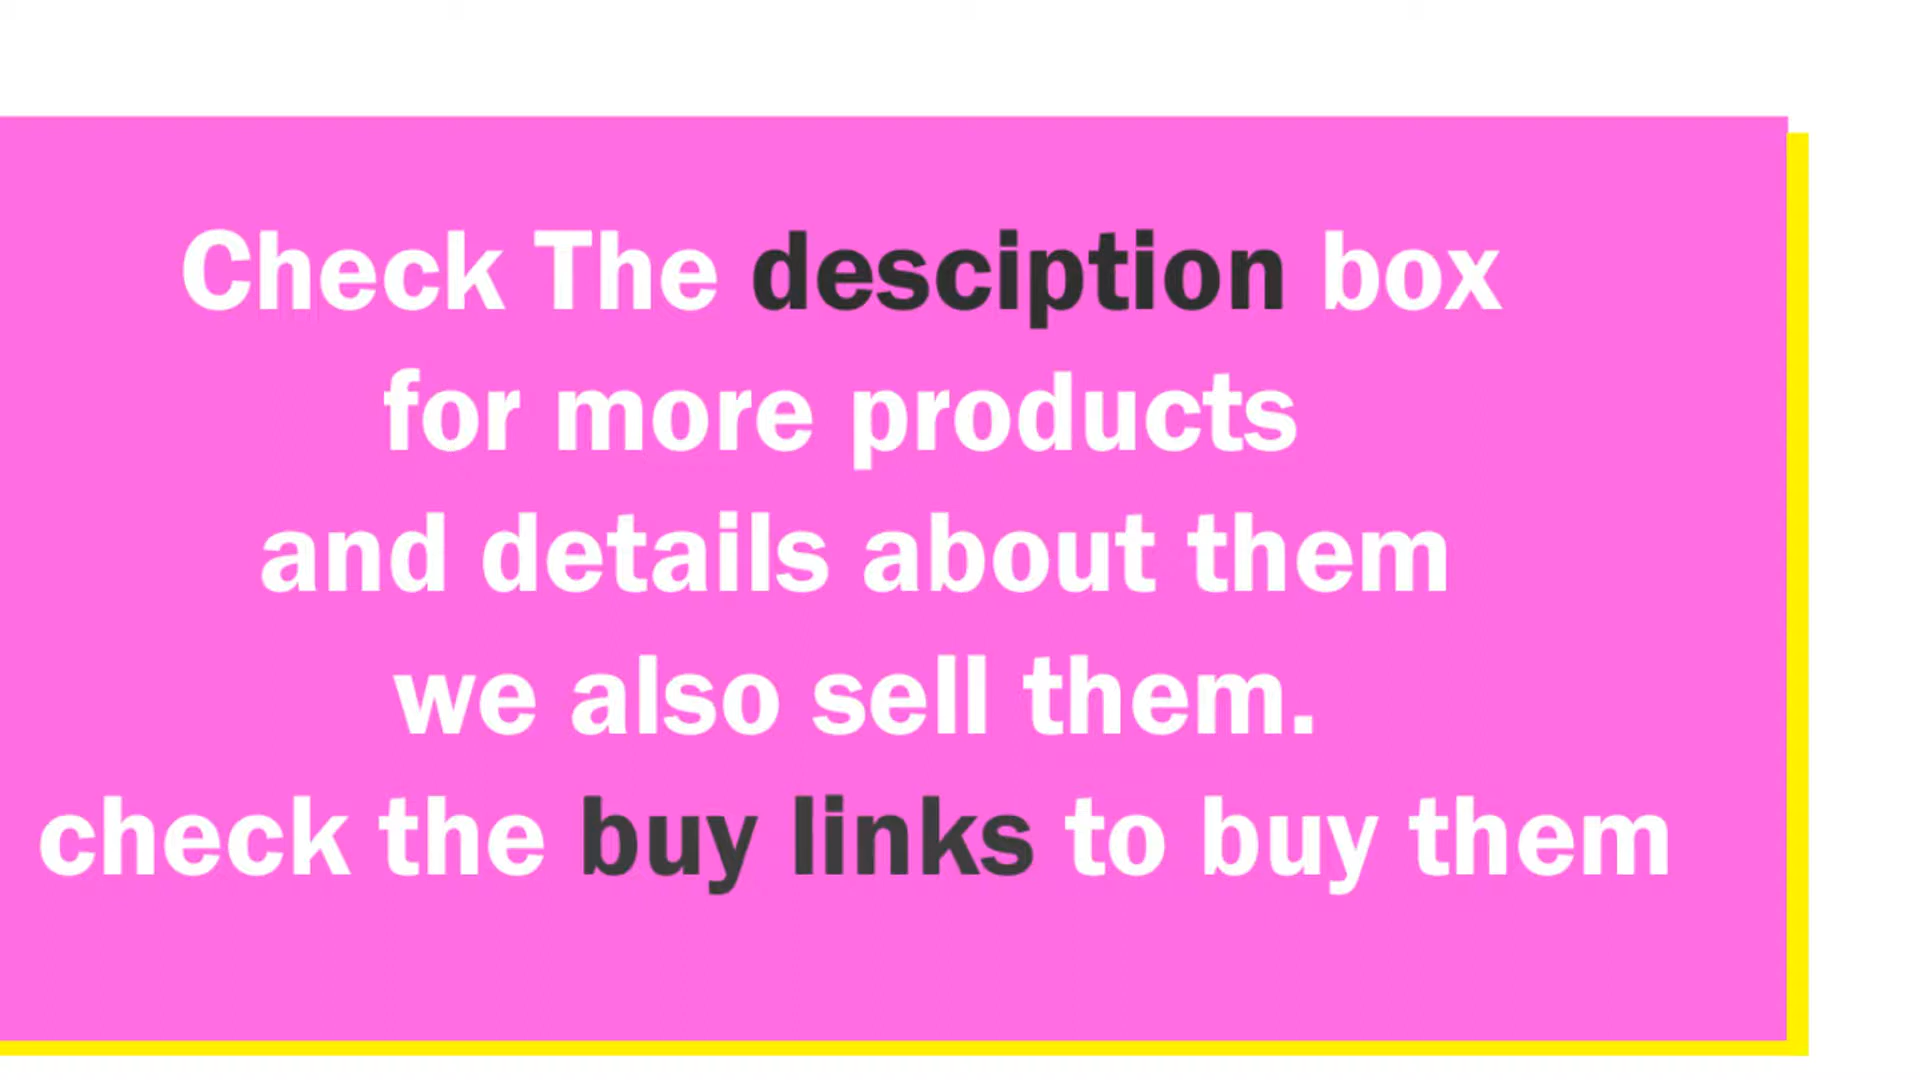 Check The desciption box
for more products
and details about them
we also sell them.
check the buy links to buy them